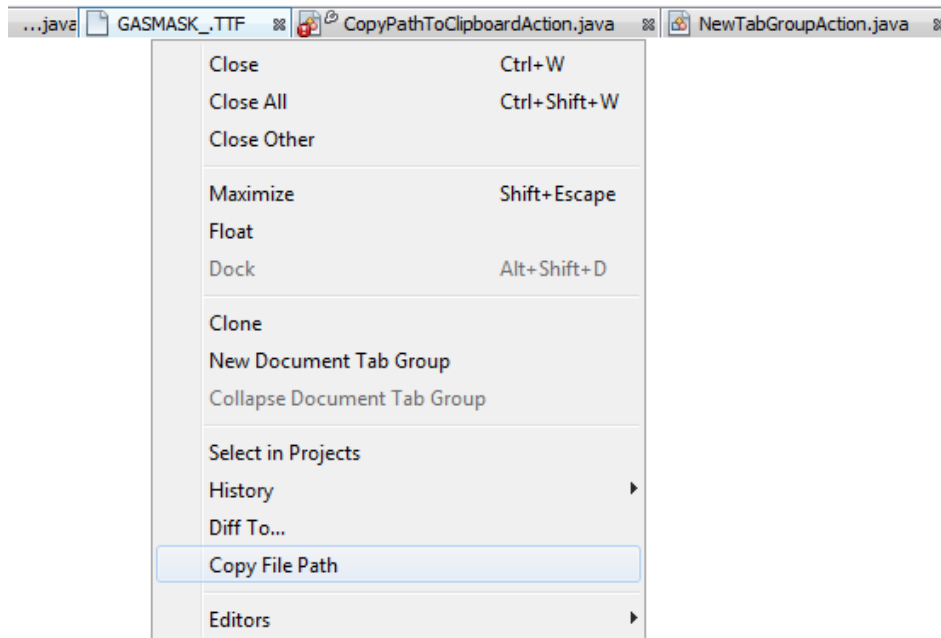 ...java GASMASK_.TTF CopyPathToClipboardAction.java NewTabGroupAction.java
Close Ctrl+W
Close All Ctrl+Shift+W
Close Other
Maximize Shift+Escape
Float
Dock Alt+Shift+D
Clone
New Document Tab Group
Collapse Document Tab Group
Select in Projects
History
Diff To...
Copy File Path
Editors